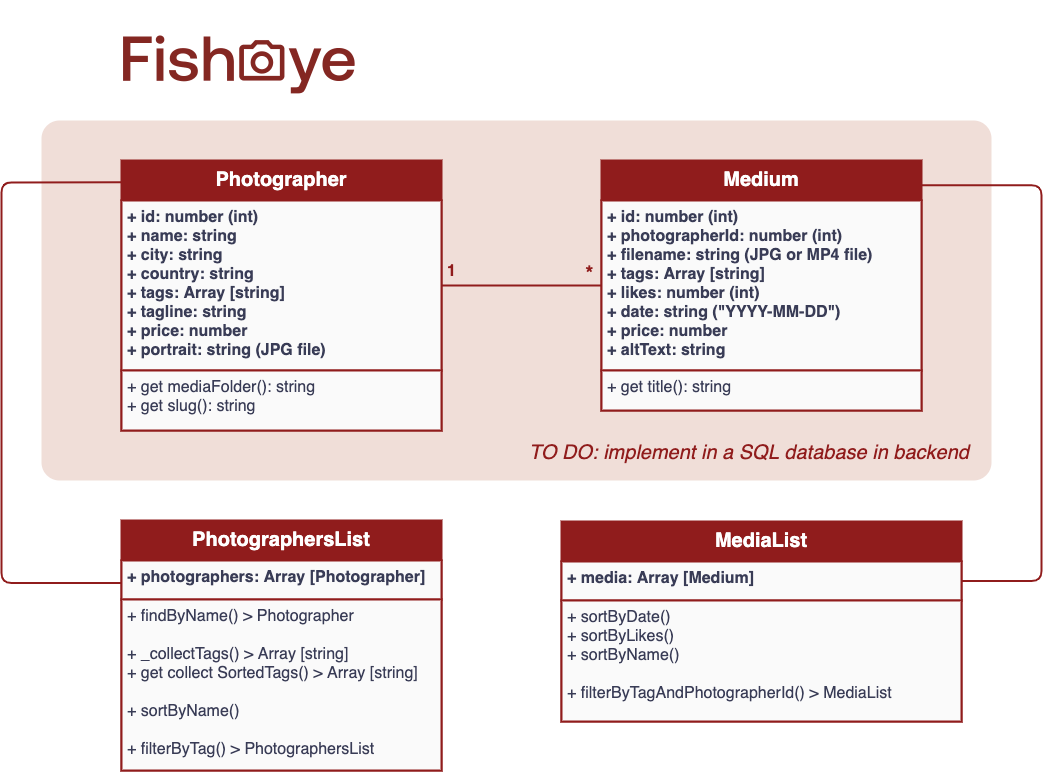 Fisheye
Photographer
+ id: number (int)
+ name: string
+ city: string
+ country: string
+ tags: Array [string]
+ tagline: string
+ price: number
+ portrait: string (JPG file)
+ get mediaFolder(): string
+ get slug(): string
1
*
Medium
+ id: number (int)
+ photographerId: number (int)
+ filename: string (JPG or MP4 file)
+ tags: Array [string]
+ likes: number (int)
+ date: string ("YYYY-MM-DD")
+ price: number
+ altText: string
+ get title(): string
TO DO: implement in a SQL database in backend
PhotographersList
+ photographers: Array [Photographer]
+ findByName() > Photographer
+ _collectTags() > Array [string]
+ get collect SortedTags() > Array [string]
+ sortByName()
+ filterByTag() > PhotographersList
MediaList
+ media: Array [Medium]
+ sortByDate()
+ sortByLikes()
+ sortByName()
+ filterByTagAndPhotographerId() > MediaList